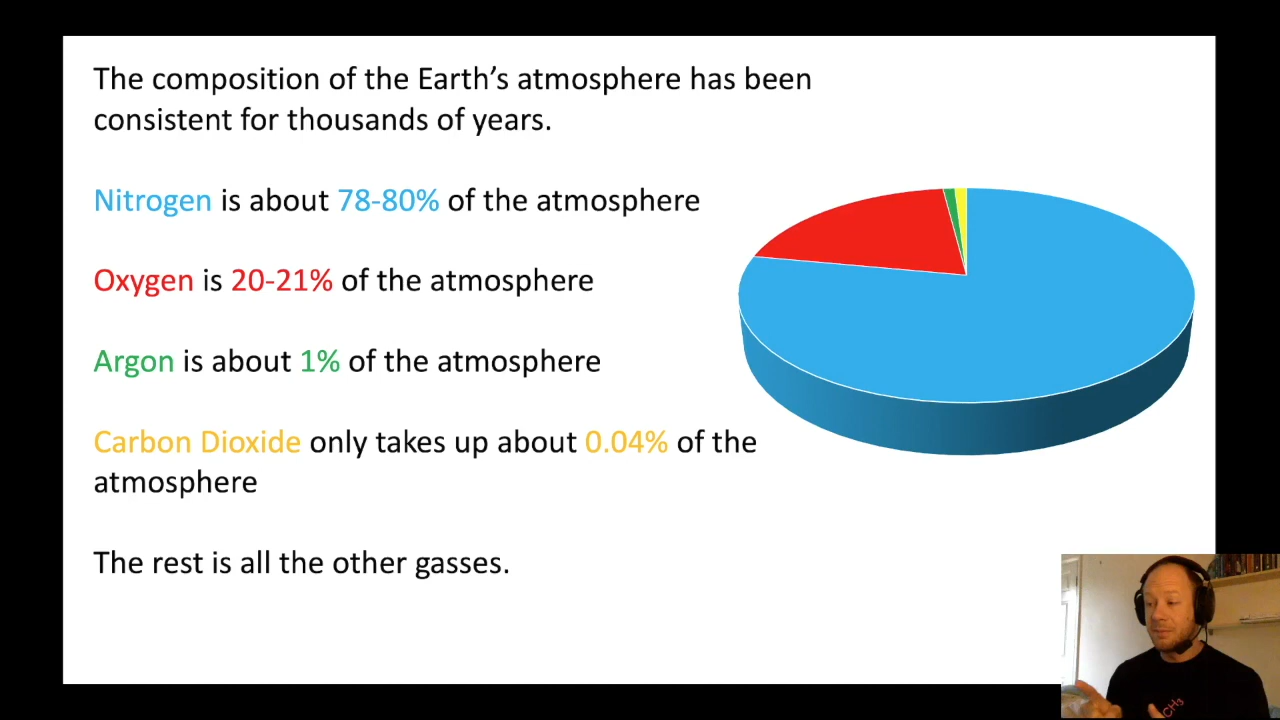 The composition of the Earth’s atmosphere has been
consistent for thousands of years.
Nitrogen is about 78-80% of the atmosphere
Oxygen is 20-21% of the atmosphere
Argon is about 1% of the atmosphere
Carbon Dioxide only takes up about 0.04% of the
atmosphere
The rest is all the other gasses.
CH3